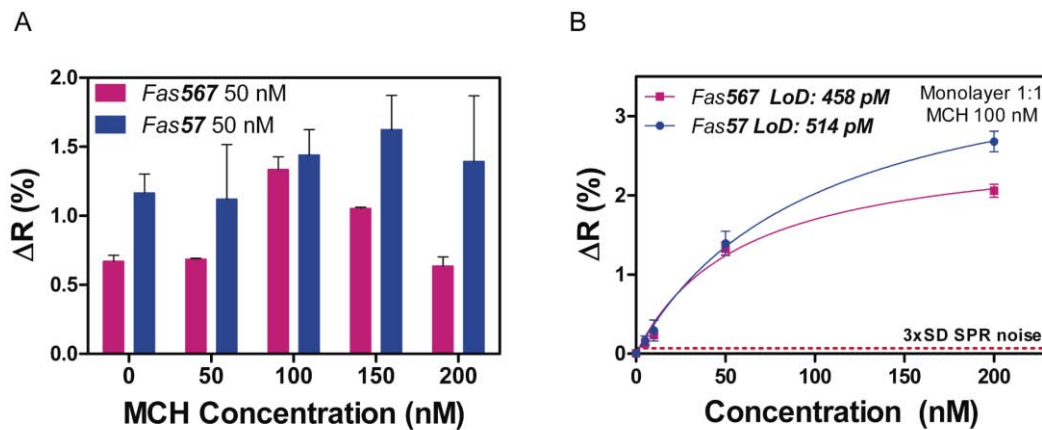 A
2.0
1.5
1.0
0.5
0.0
ΔR (%)
Fas567 50 nM
Fas57 50 nM
0 50 100 150 200
MCH Concentration (nM)
B
3
2
1
0
ΔR (%)
Fas567 LoD: 458 pM
Fas57 LoD: 514 pM
Monolayer 1:1
MCH 100 nM
3xSD SPR noise
0 50 100 150 200
Concentration (nM)